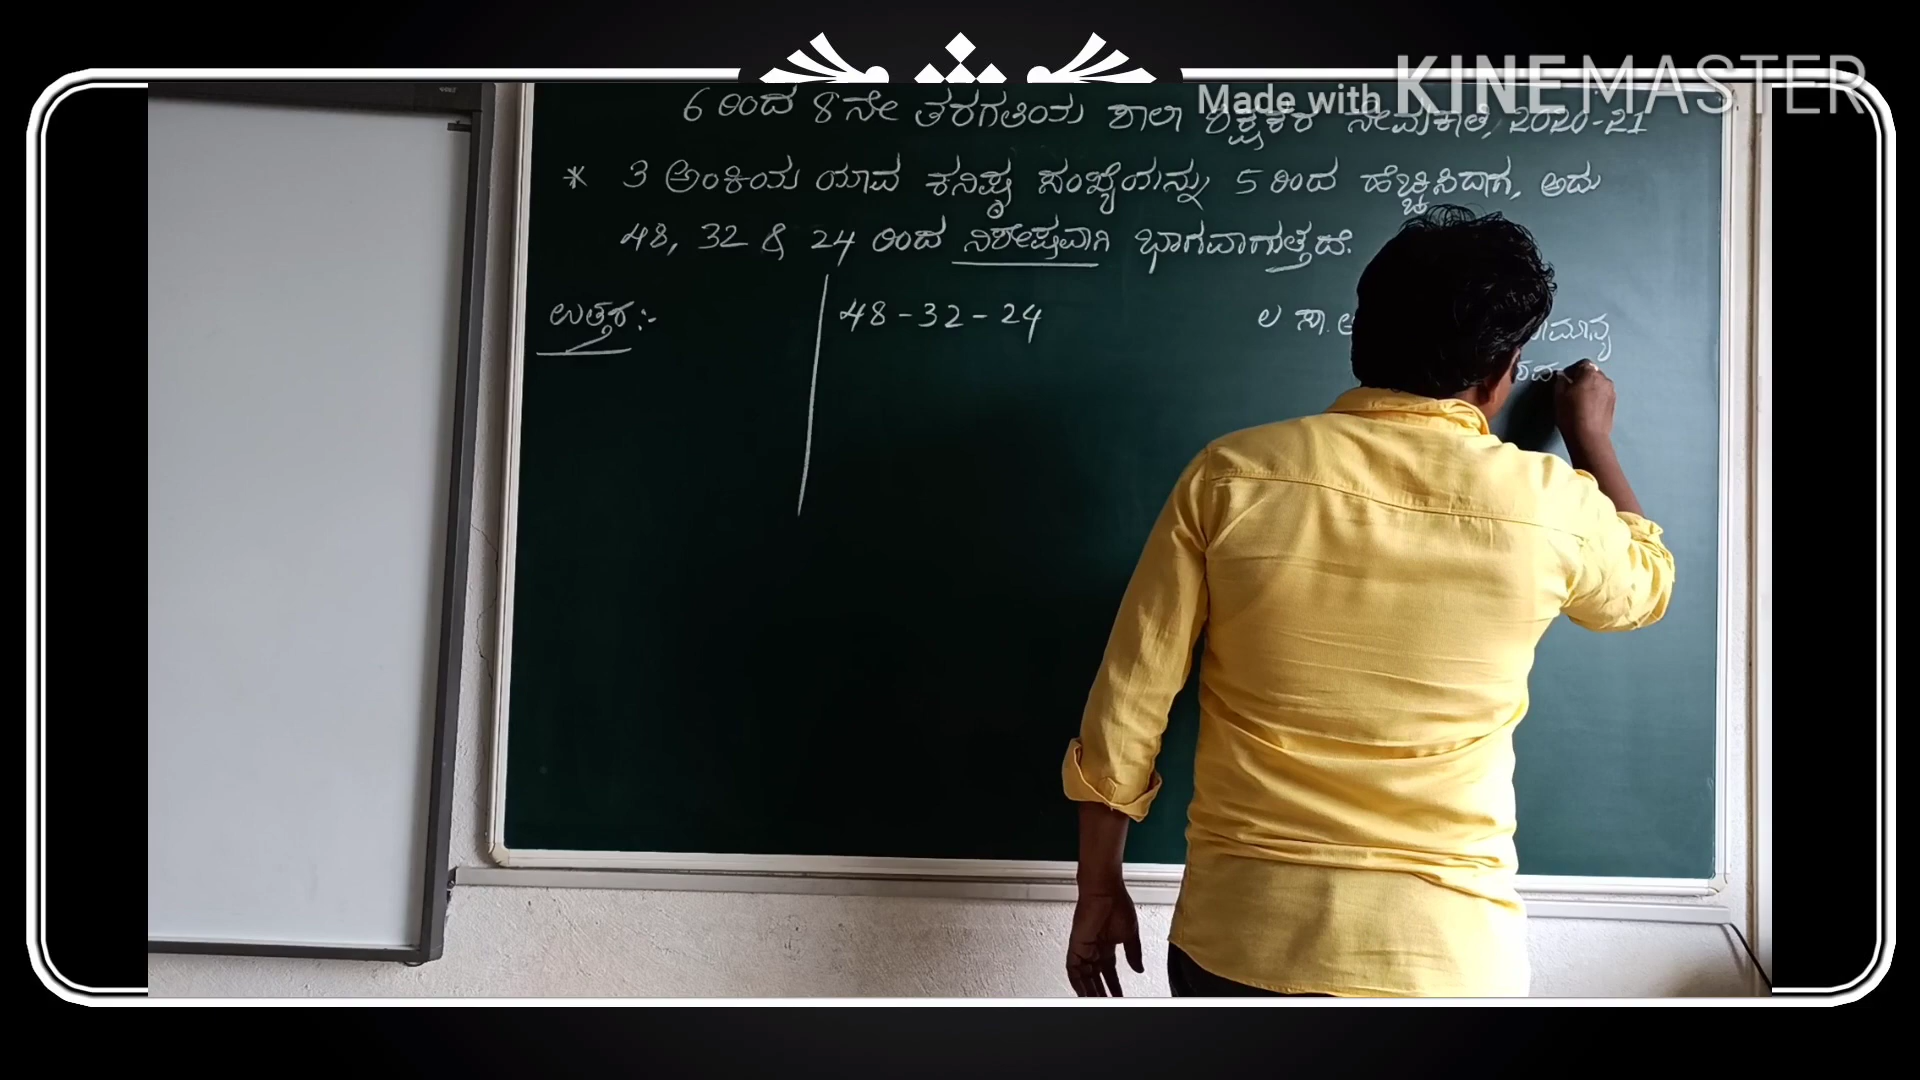 Made with KINEMASTER
6 ರಿಂದ 8ನೇ ತರಗತಿಯ ಶಾಲಾ ಶಿಕ್ಷಕರ ನೇಮಕಾತಿ, 2020-21
* 3 ಅಂಕಿಯ ಯಾವ ಕನಿಷ್ಠ ಸಂಖ್ಯೆಯನ್ನು 5 ರಿಂದ ಹೆಚ್ಚಿಸಿದಾಗ, ಅದು
48, 32 & 24 ರಿಂದ ನಿಶೇಷವಾಗಿ ಭಾಗವಾಗುತ್ತದೆ.
ಉತ್ತರ:-
48-32-24
ಲ ಸಾ. ಅ